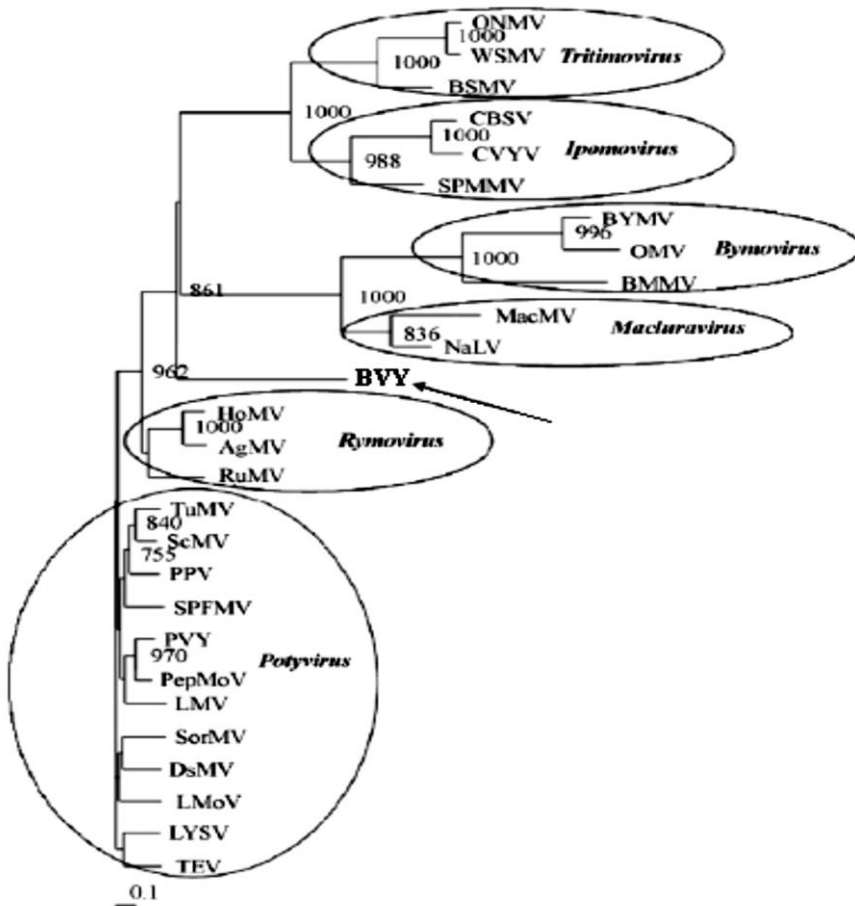 ONMV
1000
WSMV
Tritimovirus
1000
BSMV
1000
CBSV
1000
Ipomovirus
CVYV
988
SPMMV
BYMV
996
Bymovirus
OMV
1000
BMMV
861
1000
MacMV
Macluravirus
836
NaLV
962
BVY
HoMV
1000
Rymovirus
AgMV
RuMV
TuMV
840
ScMV
755
PPV
SPFMV
PVY
970
Potyvirus
PepMoV
LMV
SorMV
DsMV
LMoV
LYSV
TEV
0.1